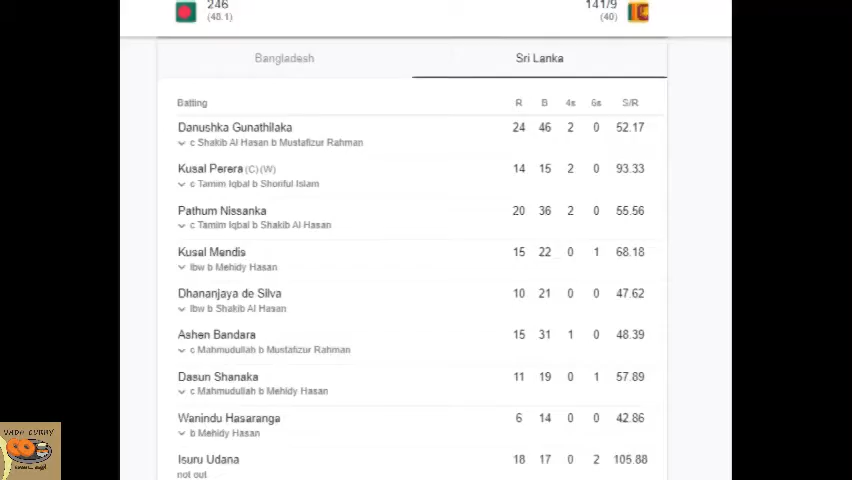 246 141/9
(48.1) (40)
Bangladesh Sri Lanka
Batting R B 4s 6s S/R
Danushka Gunathilaka 24 46 2 0 52.17
c Shakib Al Hasan b Mustafizur Rahman
Kusal Perera (C) (W) 14 15 2 0 93.33
c Tamim Iqbal b Shoriful Islam
Pathum Nissanka 20 36 2 0 55.56
c Tamim Iqbal b Shakib Al Hasan
Kusal Mendis 15 22 0 1 68.18
lbw b Mehidy Hasan
Dhananjaya de Silva 10 21 0 0 47.62
lbw b Shakib Al Hasan
Ashen Bandara 15 31 1 0 48.39
c Mahmudullah b Mustafizur Rahman
Dasun Shanaka 11 19 0 1 57.89
c Mahmudullah b Mehidy Hasan
Wanindu Hasaranga 6 14 0 0 42.86
b Mehidy Hasan
Isuru Udana 18 17 0 2 105.88
not out
VADA CURRY